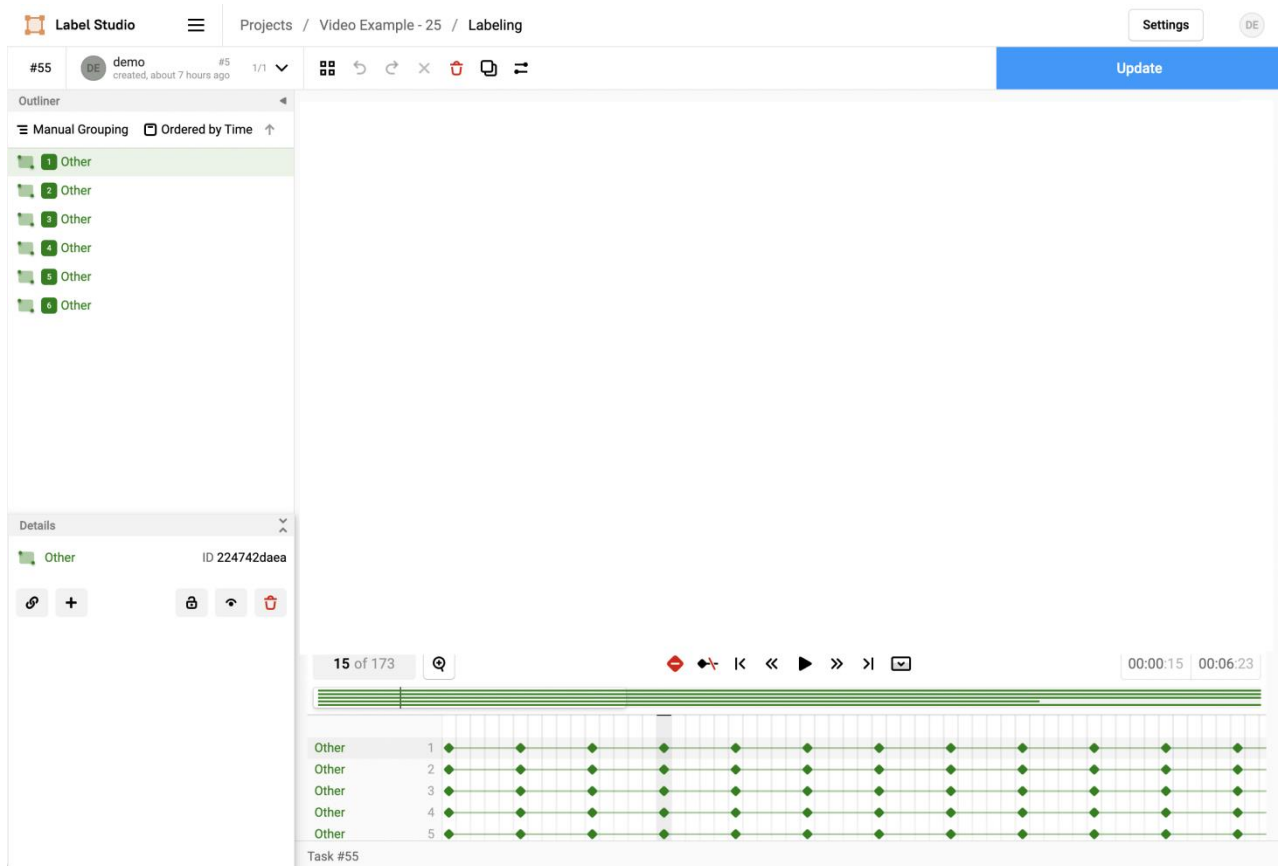 Label Studio
Projects / Video Example - 25 / Labeling
Settings
DE
#55
DE
demo
#5
created, about 7 hours ago
1/1
Update
Outliner
Manual Grouping
Ordered by Time
1 Other
2 Other
3 Other
4 Other
5 Other
6 Other
Details
Other
ID 224742daea
15 of 173
00:00:15
00:06:23
Other 1
Other 2
Other 3
Other 4
Other 5
Task #55